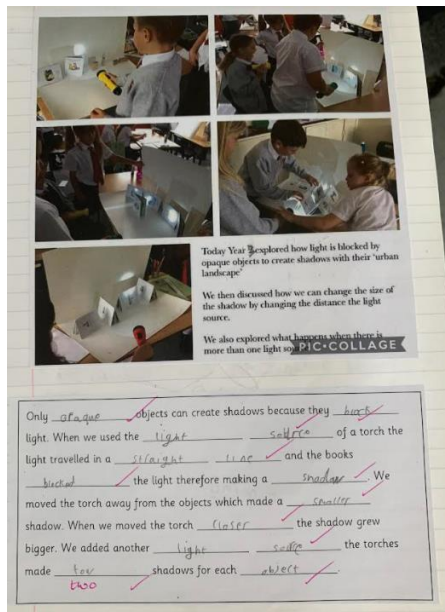 Today Year 3 explored how light is blocked by
opaque objects to create shadows with their 'urban
landscape'
We then discussed how we can change the size of
the shadow by changing the distance the light
source.
We also explored what happens when there is
more than one light so
PIC•COLLAGE
Only opaque objects can create shadows because they block
light. When we used the light source of a torch the
light travelled in a straight line and the books
blocked the light therefore making a shadow. We
moved the torch away from the objects which made a smaller
shadow. When we moved the torch closer the shadow grew
bigger. We added another light the torches
made tow shadows for each object.
two